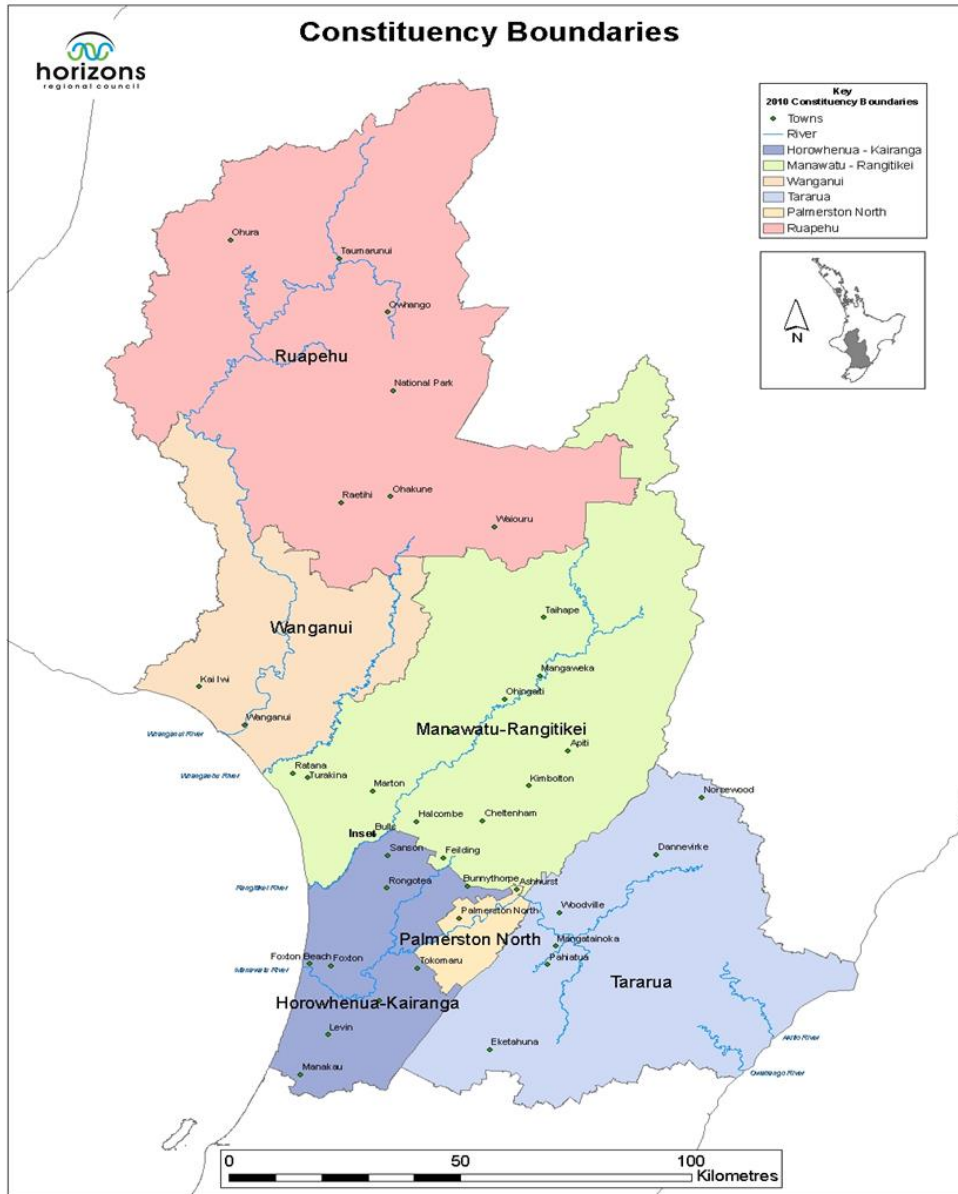 Constituency Boundaries
horizons
regional council
Key
2010 Constituency Boundaries
Towns
River
Horowhenua - Kairanga
Manawatu - Rangitikei
Wanganui
Tararua
Palmerston North
Ruapehu
N
Ohura
Taumarunui
Owhango
Ruapehu
National Park
Raetihi
Ohakune
Waiouru
Taihape
Wanganui
Mangaweka
Kai Iwi
Ohingaiti
Wanganui
Manawatu-Rangitikei
Wanganui River
Apiti
Ratana
Whangaehu River
Turakina
Kimbolton
Marton
Norsewood
Halcombe
Cheltenham
Bulls
Inset
Sanson
Feilding
Dannevirke
Rangitikei River
Rongotea
Bunnythorpe
Ashhurst
Palmerston North
Woodville
Palmerston North
Mangatainoka
Foxton Beach
Foxton
Manawatu River
Tokomaru
Pahiatua
Tararua
Horowhenua-Kairanga
Levin
Akitio River
Eketahuna
Manakau
Owahanga River
0
50
100
Kilometres